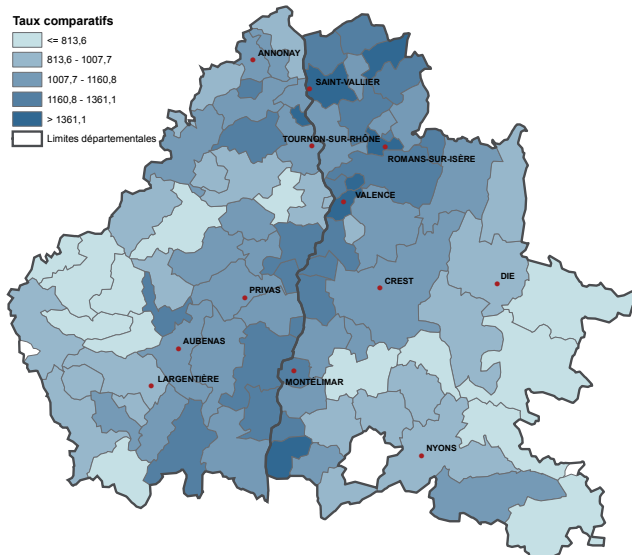 Taux comparatifs
<= 813,6
813,6 - 1007,7
1007,7 - 1160,8
1160,8 - 1361,1
> 1361,1
Limites départementales
ANNONAY
SAINT-VALLIER
TOURNON-SUR-RHÔNE
ROMANS-SUR-ISÈRE
VALENCE
PRIVAS
CREST
DIE
AUBENAS
LARGENTIÈRE
MONTÉLIMAR
NYONS